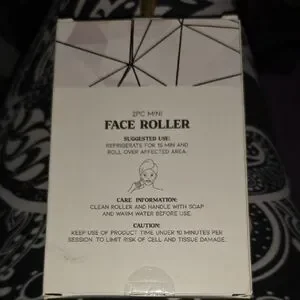 2PC MINI
FACE ROLLER
SUGGESTED USE:
REFRIGERATE FOR 15 MIN AND
ROLL OVER AFFECTED AREA.
CARE INFORMATION:
CLEAN ROLLER AND HANDLE WITH SOAP
AND WARM WATER BEFORE USE.
CAUTION:
KEEP USE OF PRODUCT TIME UNDER 10 MINUTES PER
SESSION TO LIMIT RISK OF CELL AND TISSUE DAMAGE.